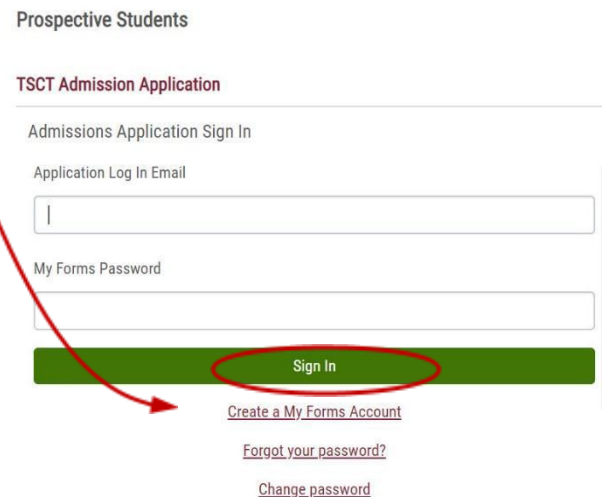 Prospective Students
TSCT Admission Application
Admissions Application Sign In
Application Log In Email
My Forms Password
Sign In
Create a My Forms Account
Forgot your password?
Change password